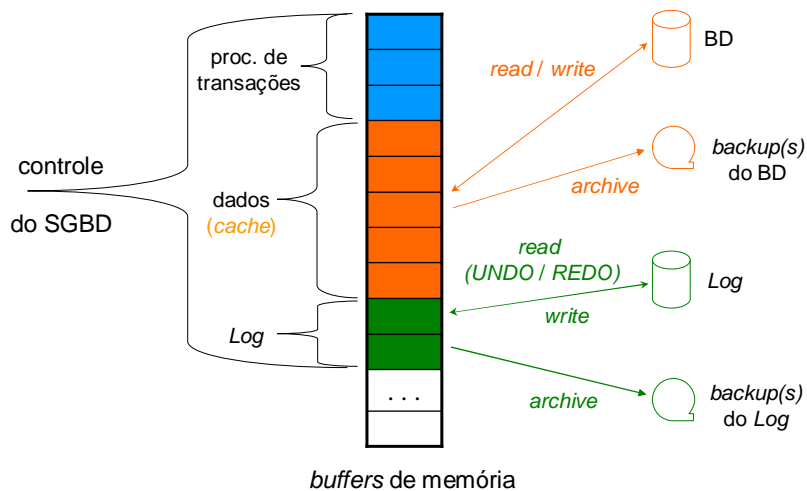 proc. de
transações
controle
do SGBD
dados
(cache)
Log
. . .
buffers de memória
read / write
BD
archive
backup(s)
do BD
read
(UNDO / REDO)
write
Log
archive
backup(s)
do Log